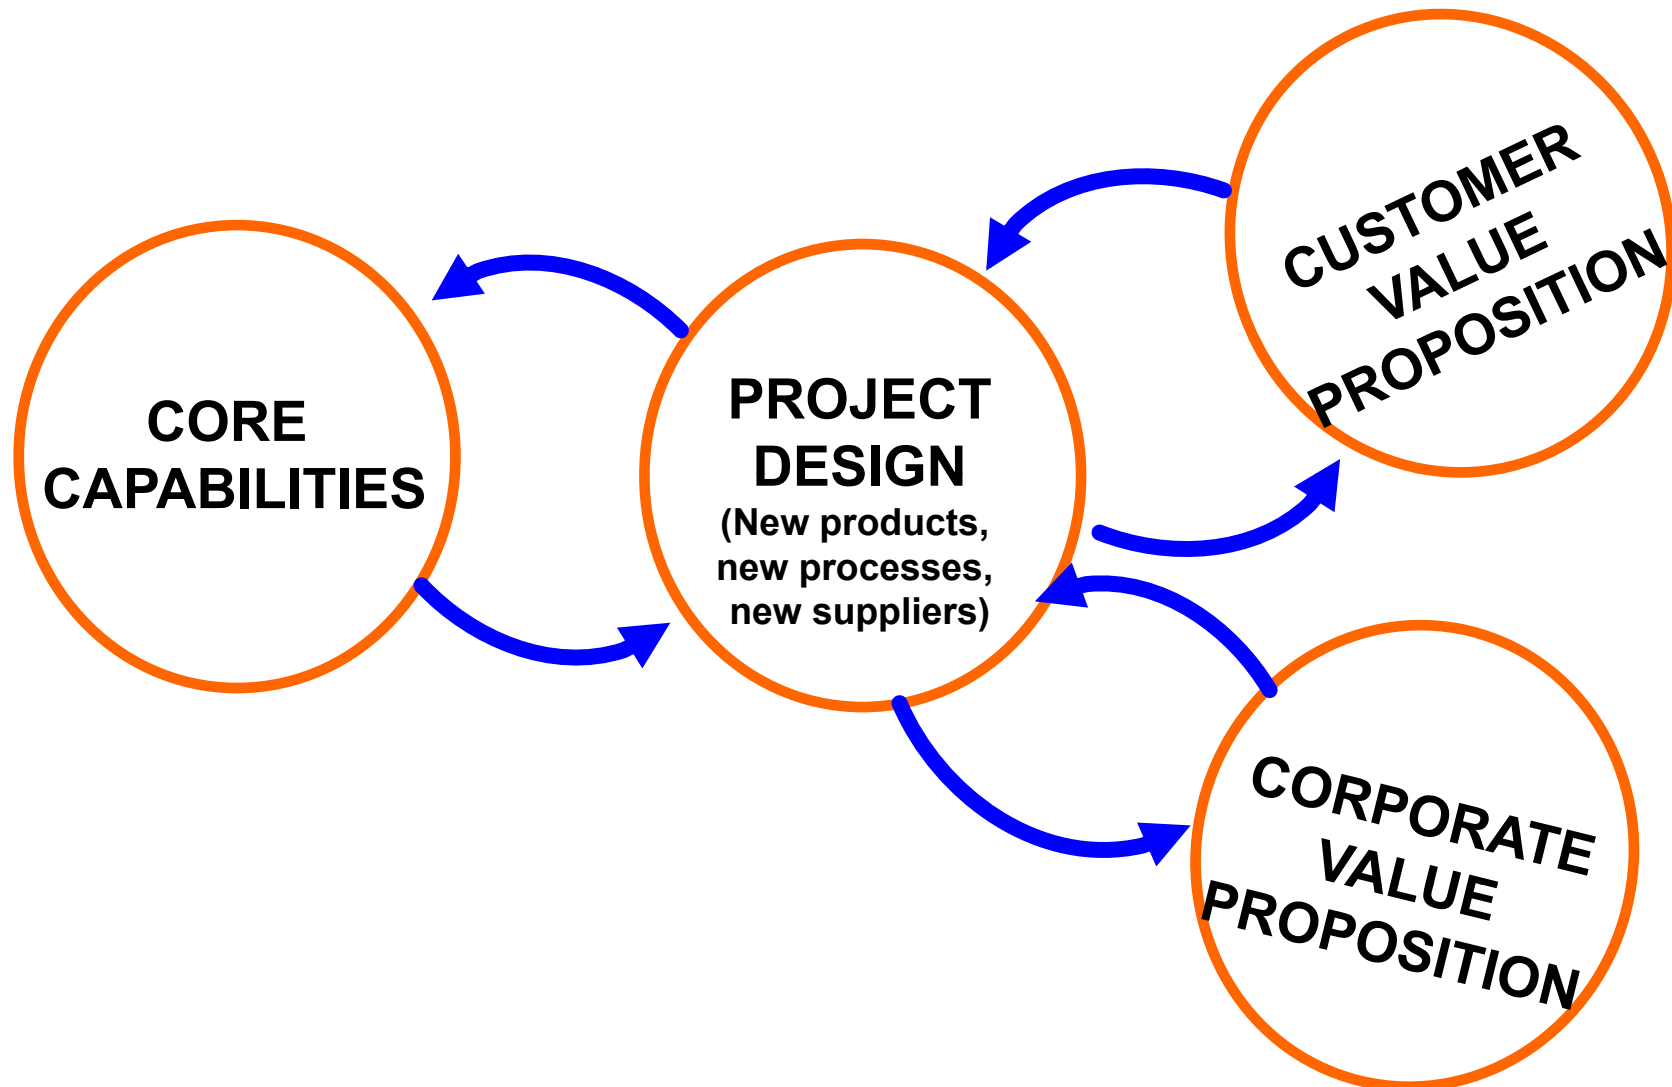 CORE
CAPABILITIES
PROJECT
DESIGN
(New products,
new processes,
new suppliers)
CUSTOMER
VALUE
PROPOSITION
CORPORATE
VALUE
PROPOSITION